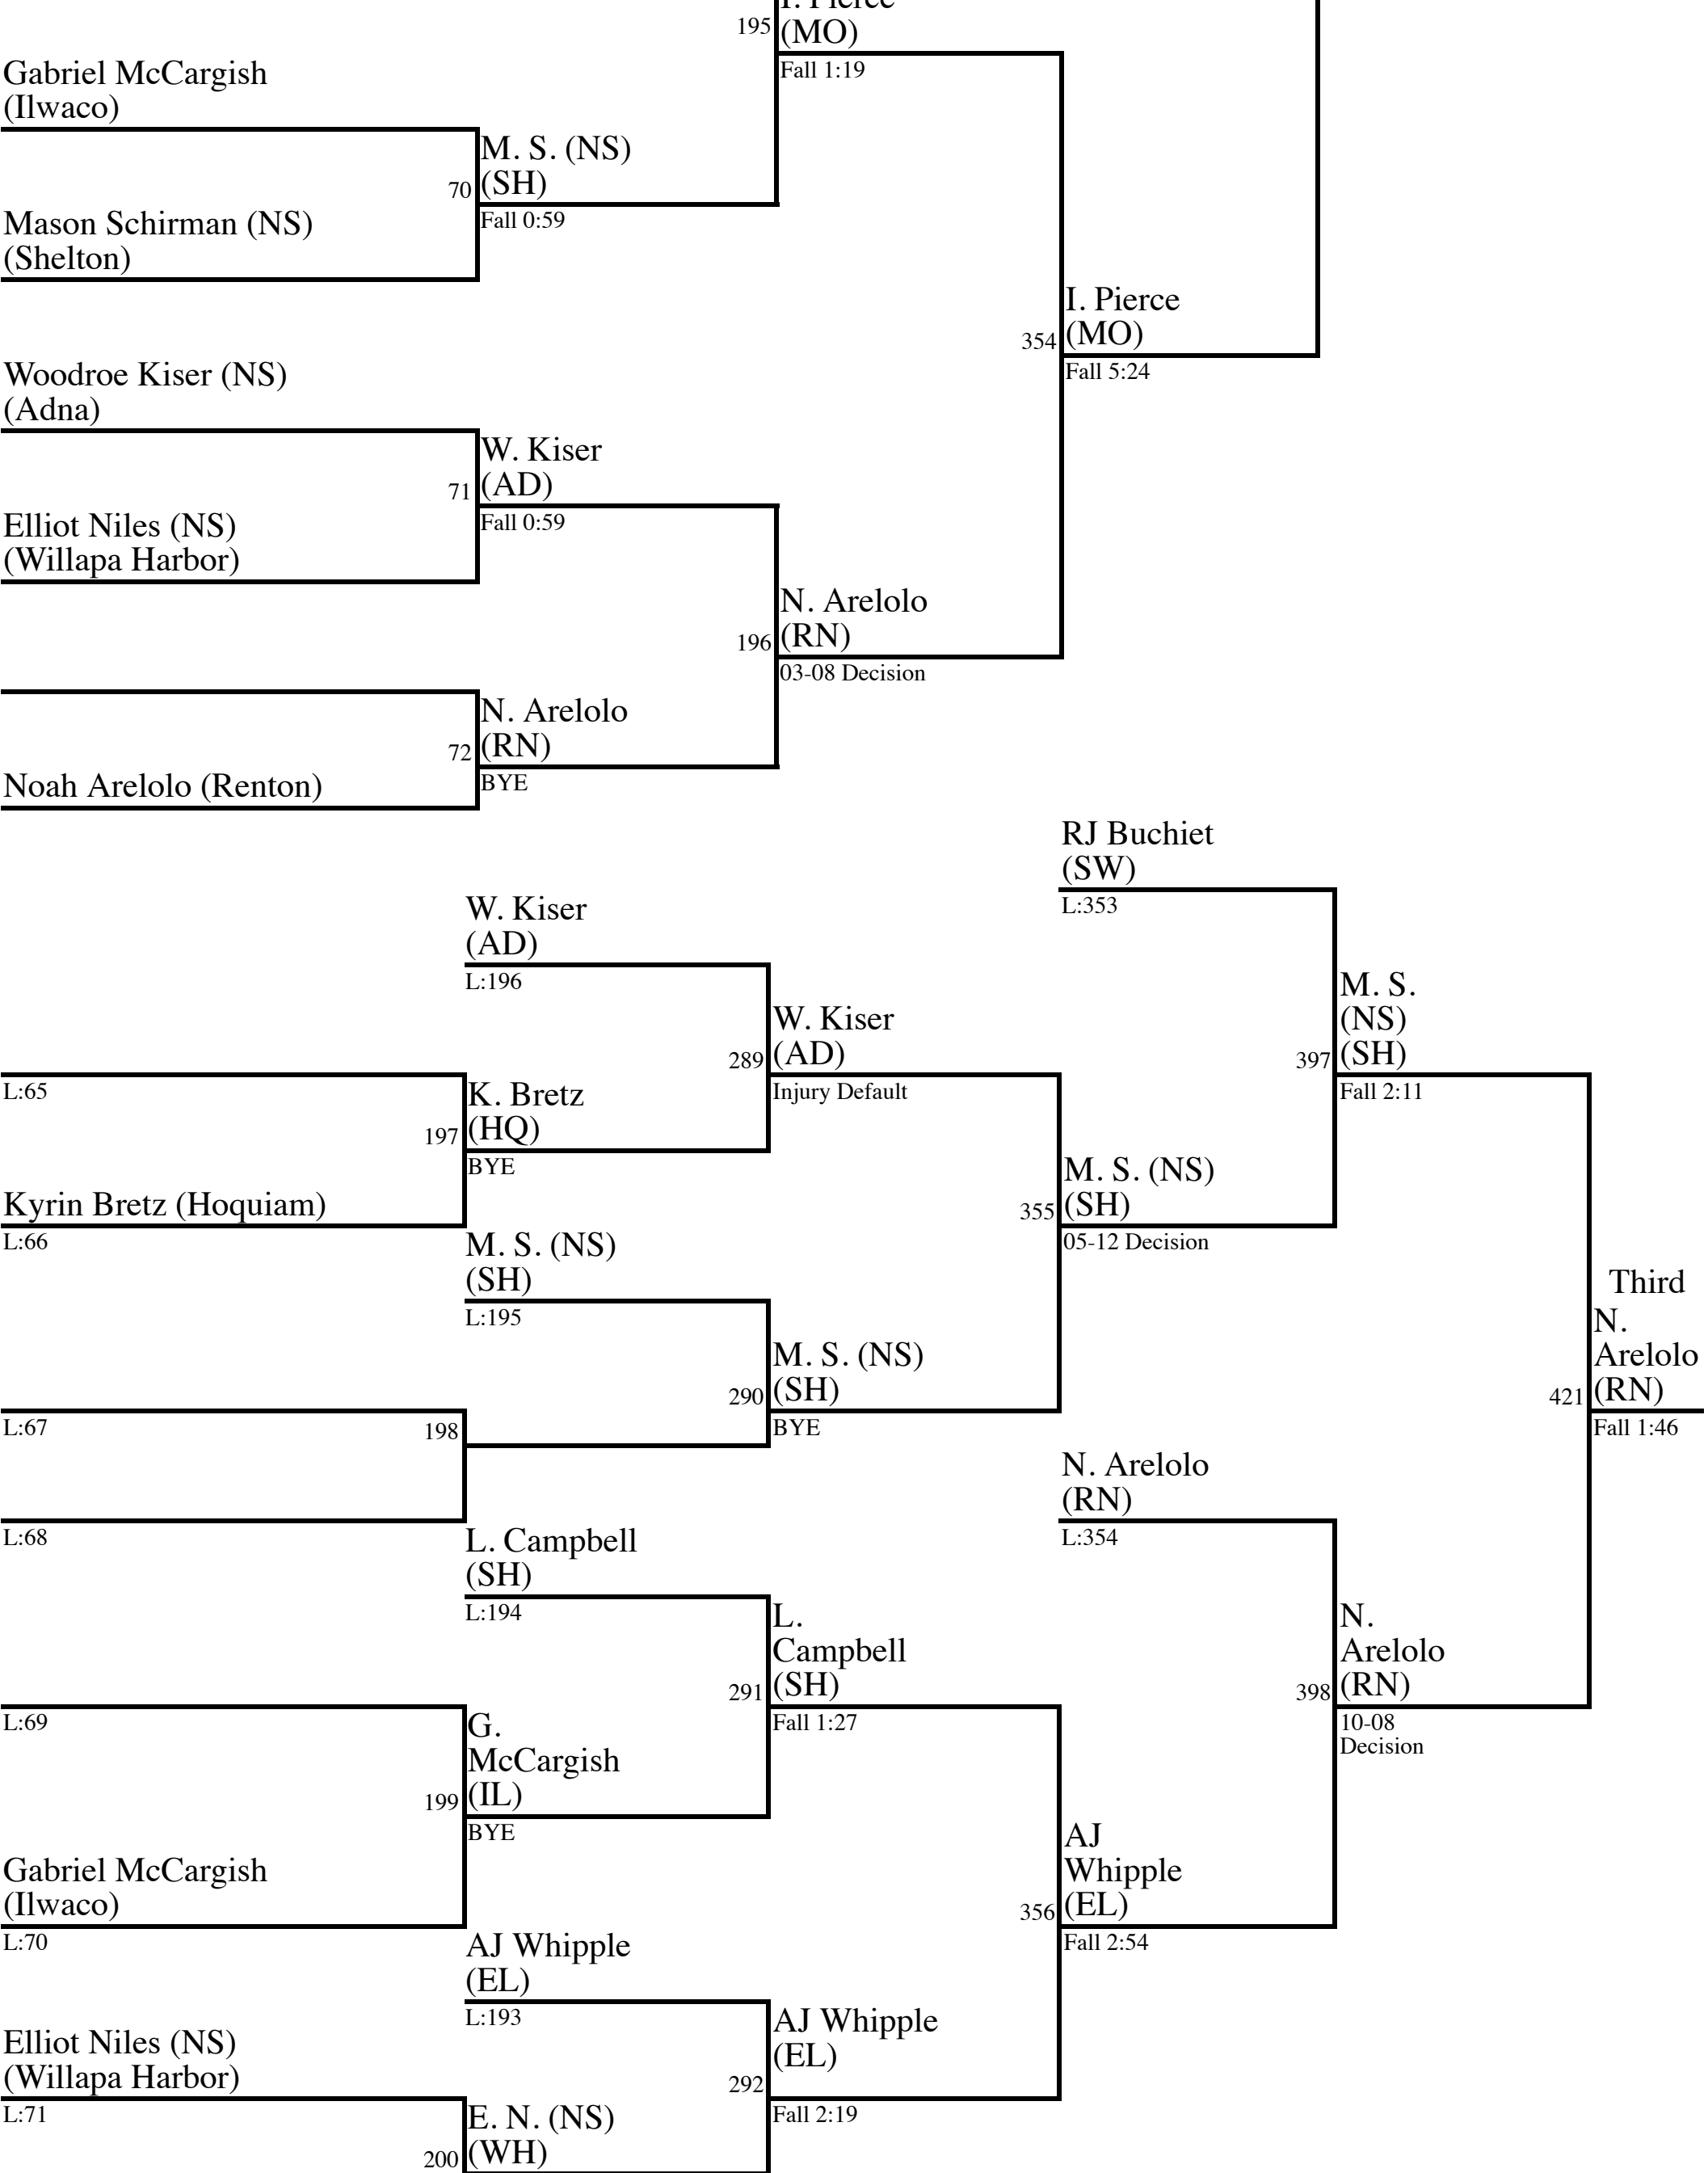 I. Pierce
195
(MO)
Fall 1:19
Gabriel McCargish
(Ilwaco)
M. S. (NS)
70
(SH)
Fall 0:59
Mason Schirman (NS)
(Shelton)
I. Pierce
354
(MO)
Fall 5:24
Woodroe Kiser (NS)
(Adna)
W. Kiser
71
(AD)
Fall 0:59
Elliot Niles (NS)
(Willapa Harbor)
N. Arelolo
196
(RN)
03-08 Decision
N. Arelolo
72
(RN)
BYE
Noah Arelolo (Renton)
RJ Buchiet
(SW)
L:353
W. Kiser
(AD)
L:196
M. S.
(NS)
397
(SH)
Fall 2:11
W. Kiser
289
(AD)
Injury Default
L:65
K. Bretz
197
(HQ)
BYE
M. S. (NS)
355
(SH)
05-12 Decision
Kyrin Bretz (Hoquiam)
L:66
M. S. (NS)
(SH)
L:195
Third
N.
Arelolo
421
(RN)
Fall 1:46
M. S. (NS)
290
(SH)
BYE
L:67
198
N. Arelolo
(RN)
L:354
L:68
L. Campbell
(SH)
L:194
L.
Campbell
291
(SH)
Fall 1:27
N.
Arelolo
398
(RN)
10-08
Decision
L:69
G.
McCargish
199
(IL)
BYE
AJ
Whipple
356
(EL)
Fall 2:54
Gabriel McCargish
(Ilwaco)
L:70
AJ Whipple
(EL)
L:193
AJ Whipple
(EL)
292
Fall 2:19
Elliot Niles (NS)
(Willapa Harbor)
L:71
E. N. (NS)
200
(WH)